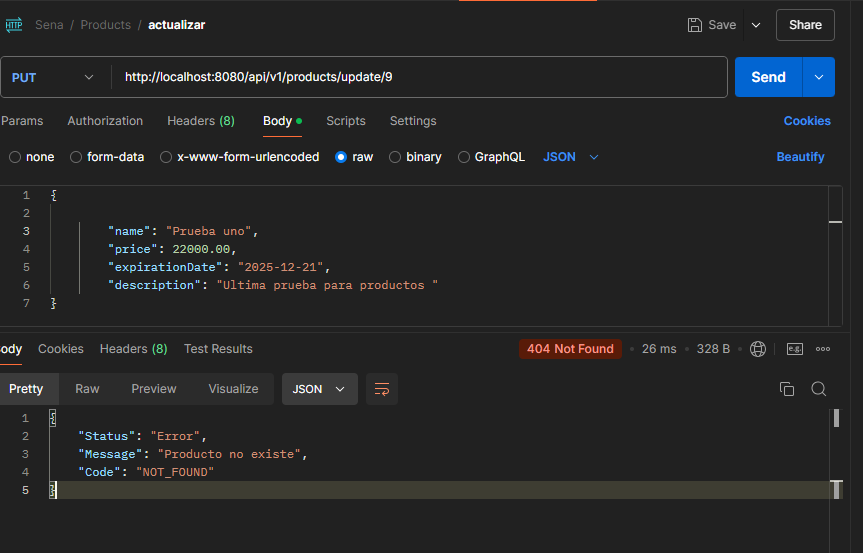 HTTP Sena / Products / actualizar Save Share
PUT http://localhost:8080/api/v1/products/update/9 Send
Params Authorization Headers (8) Body Scripts Settings Cookies
none form-data x-www-form-urlencoded raw binary GraphQL JSON Beautify
1 {
2
3 "name": "Prueba uno",
4 "price": 22000.00,
5 "expirationDate": "2025-12-21",
6 "description": "Ultima prueba para productos "
7 }
ody Cookies Headers (8) Test Results 404 Not Found • 26 ms • 328 B • e.g.
Pretty Raw Preview Visualize JSON
1 {
2 "Status": "Error",
3 "Message": "Producto no existe",
4 "Code": "NOT_FOUND"
5 }